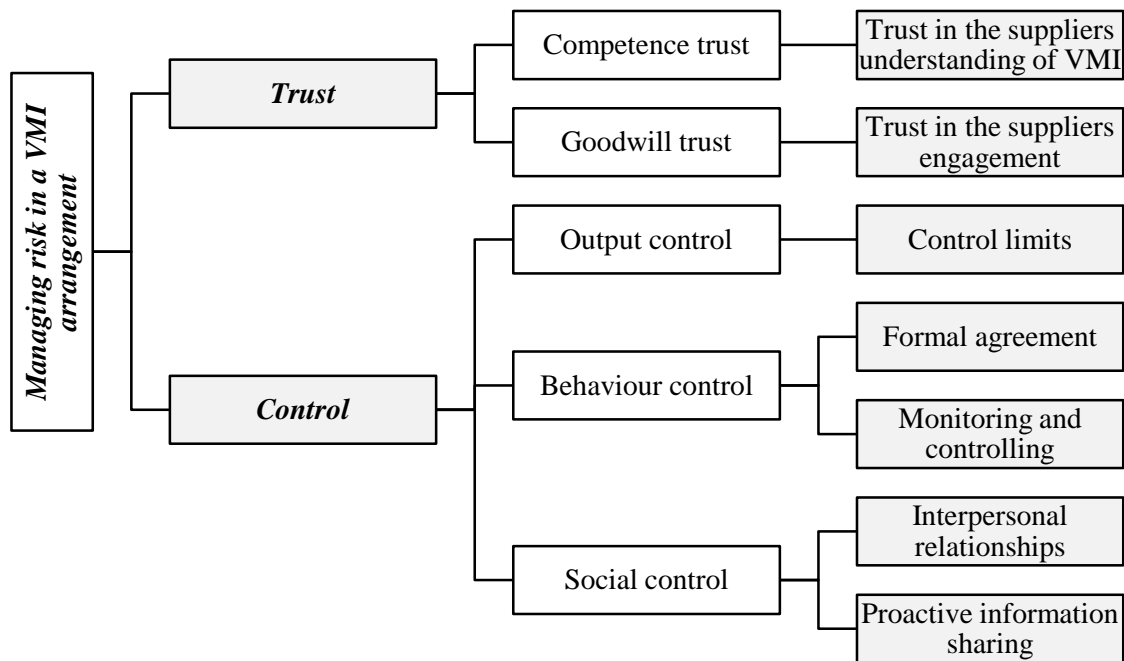 Managing risk in a VMI
arrangement
Trust
Competence trust
Trust in the suppliers
understanding of VMI
Goodwill trust
Trust in the suppliers
engagement
Control
Output control
Control limits
Behaviour control
Formal agreement
Monitoring and
controlling
Social control
Interpersonal
relationships
Proactive information
sharing